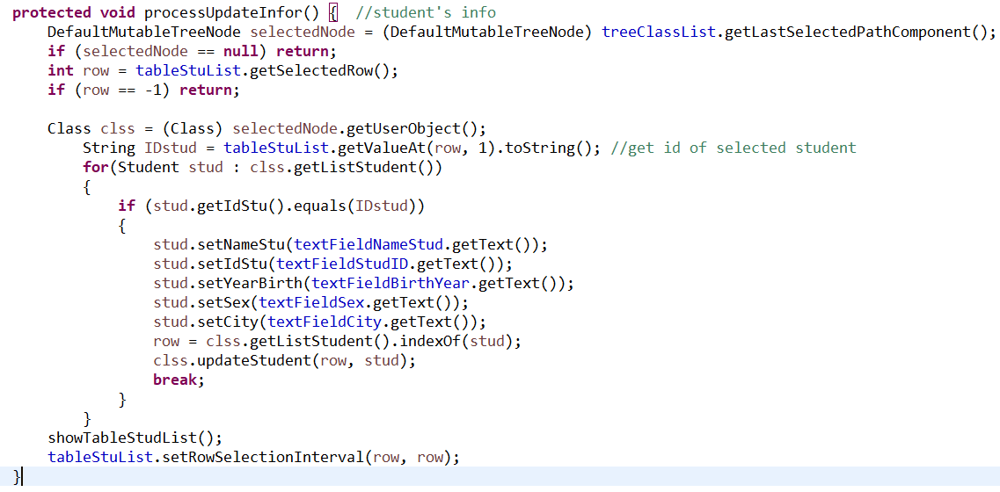 protected void processUpdateInfor() {  //student's info
    DefaultMutableTreeNode selectedNode = (DefaultMutableTreeNode) treeClassList.getLastSelectedPathComponent();
    if (selectedNode == null) return;
    int row = tableStuList.getSelectedRow();
    if (row == -1) return;

    Class clss = (Class) selectedNode.getUserObject();
        String IDstud = tableStuList.getValueAt(row, 1).toString(); //get id of selected student
        for(Student stud : clss.getListStudent())
        {
            if (stud.getIdStu().equals(IDstud))
            {
                stud.setNameStu(textFieldNameStud.getText());
                stud.setIdStu(textFieldStudID.getText());
                stud.setYearBirth(textFieldBirthYear.getText());
                stud.setSex(textFieldSex.getText());
                stud.setCity(textFieldCity.getText());
                row = clss.getListStudent().indexOf(stud);
                clss.updateStudent(row, stud);
                break;
            }
        }
    showTableStudList();
    tableStuList.setRowSelectionInterval(row, row);
}